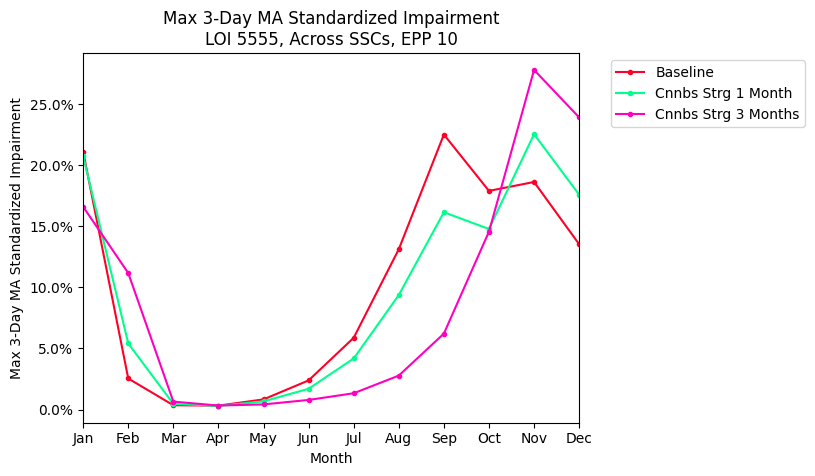 Max 3-Day MA Standardized Impairment
LOI 5555, Across SSCs, EPP 10
Max 3-Day MA Standardized Impairment
25.0%
20.0%
15.0%
10.0%
5.0%
0.0%
Jan Feb Mar Apr May Jun Jul Aug Sep Oct Nov Dec
Month
Baseline
Cnnbs Strg 1 Month
Cnnbs Strg 3 Months